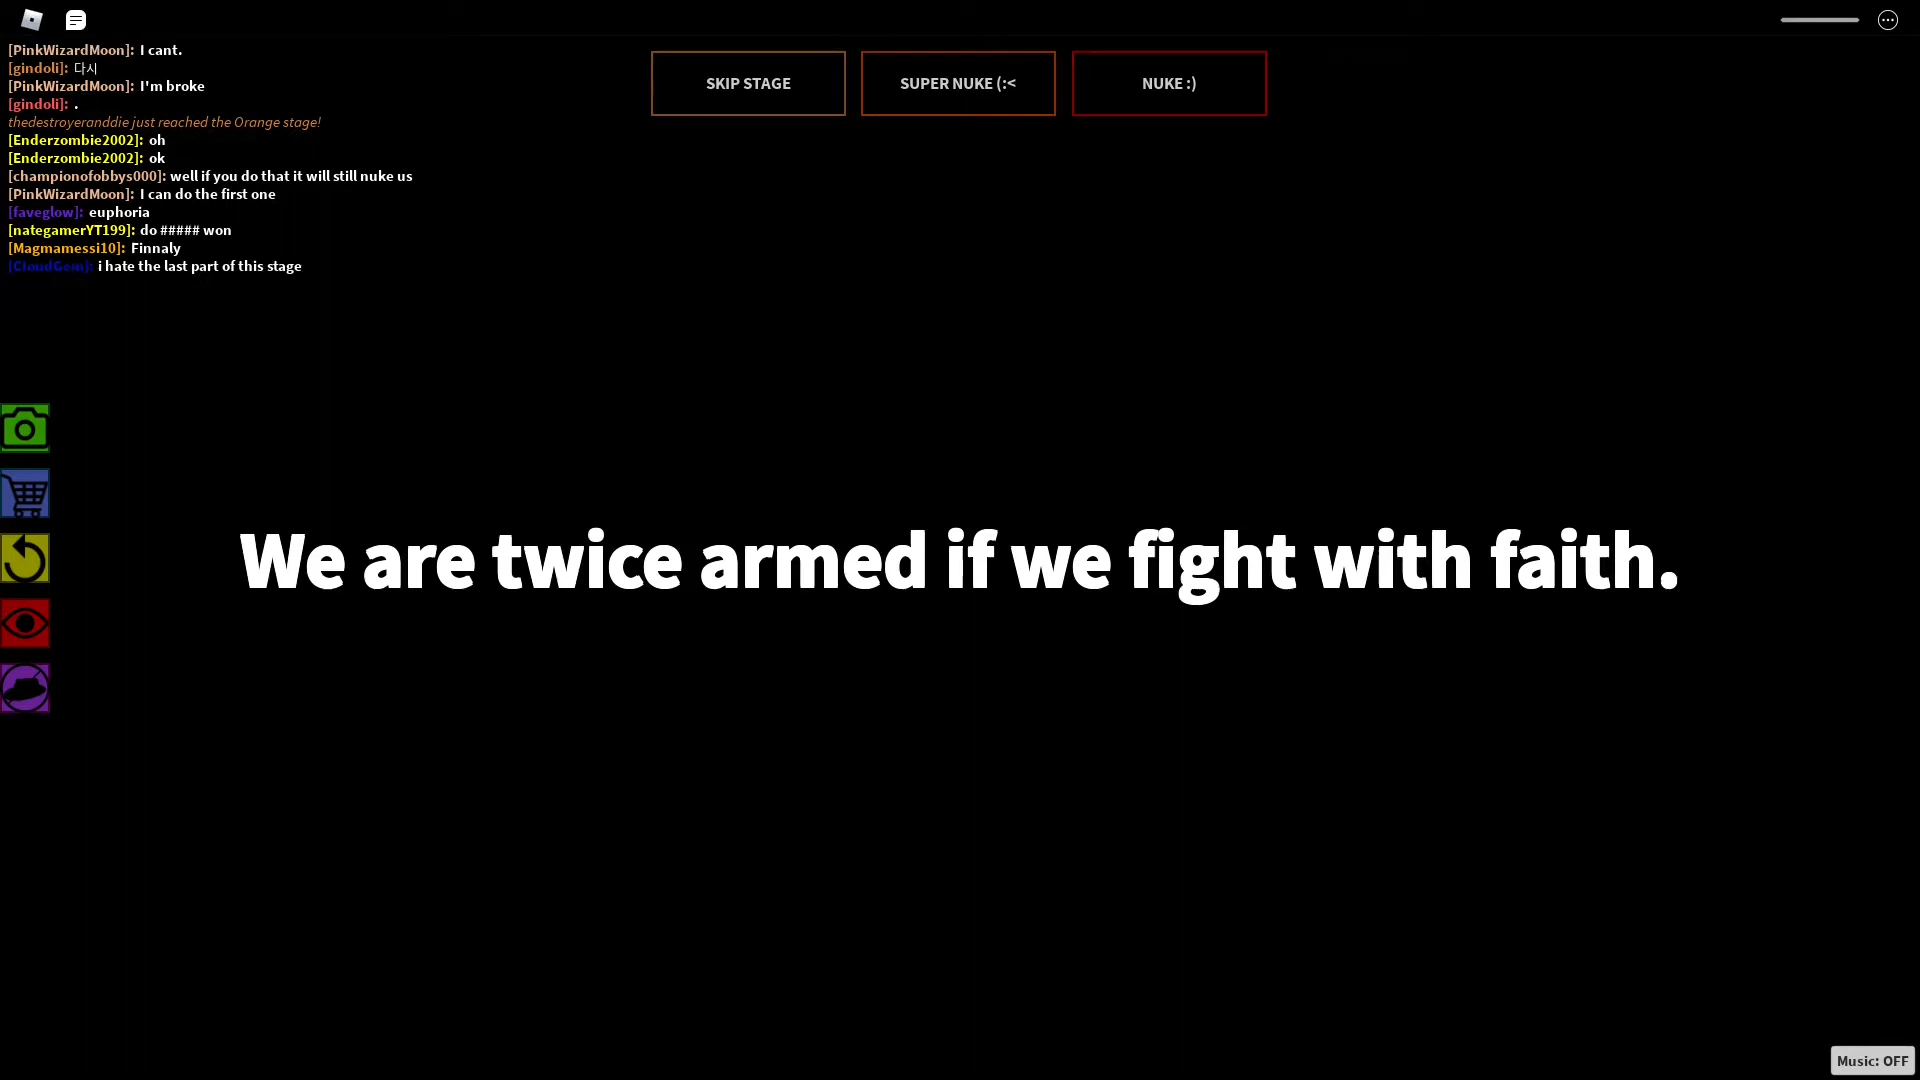 [PinkWizardMoon]: I cant.
[gindoli]: 다시
[PinkWizardMoon]: I'm broke
[gindoli]: .
thedestroyeranddie just reached the Orange stage!
[Enderzombie2002]: oh
[Enderzombie2002]: ok
[championofobbys000]: well if you do that it will still nuke us
[PinkWizardMoon]: I can do the first one
[faveglow]: euphoria
[nategamerYT199]: do ##### won
[Magmamessi10]: Finnaly
[CloudGem]: i hate the last part of this stage
SKIP STAGE
SUPER NUKE (:<
NUKE :)
We are twice armed if we fight with faith.
Music: OFF